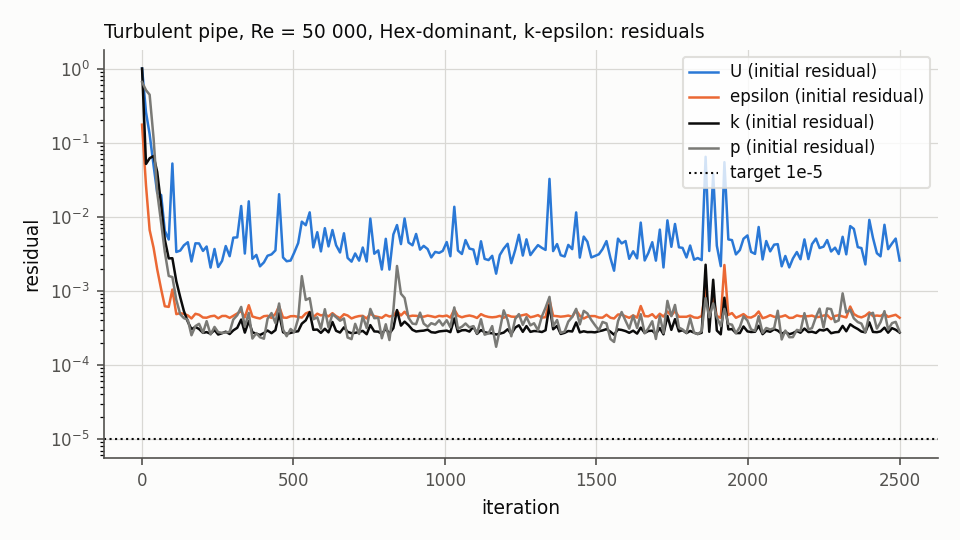 Turbulent pipe, Re = 50 000, Hex-dominant, k-epsilon: residuals
U (initial residual)
epsilon (initial residual)
k (initial residual)
p (initial residual)
target 1e-5
residual
10⁰
10⁻¹
10⁻²
10⁻³
10⁻⁴
10⁻⁵
0
500
1000
1500
2000
2500
iteration